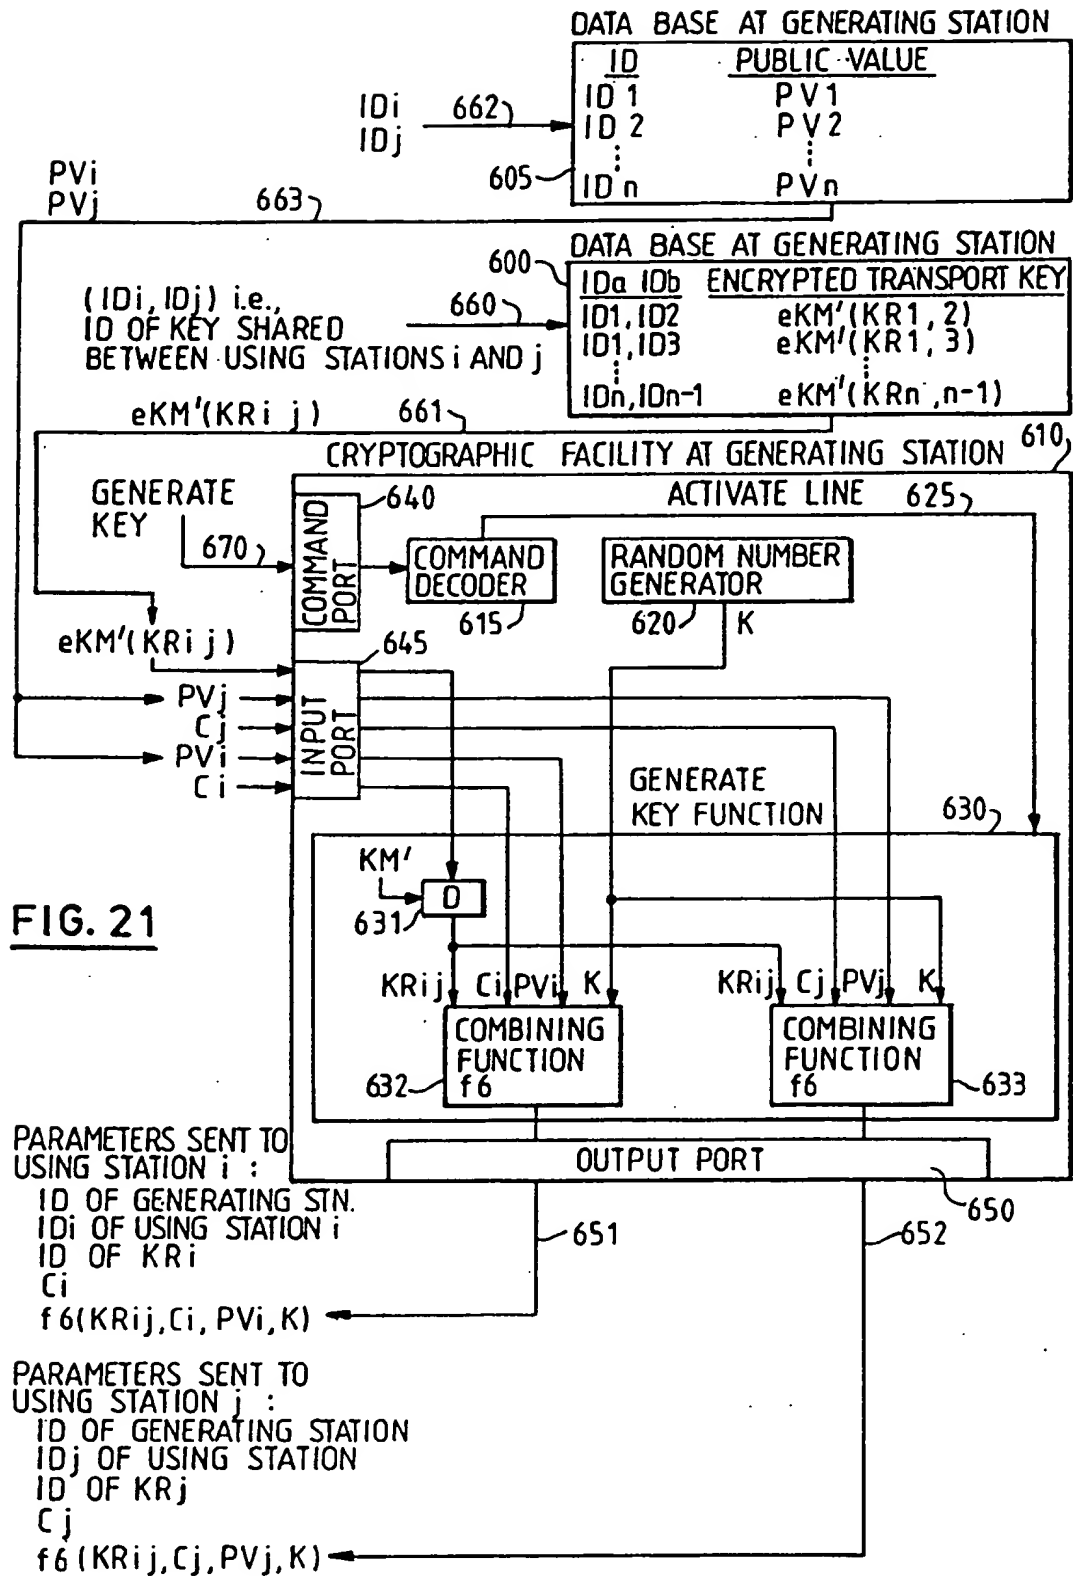 DATA BASE AT GENERATING STATION
ID PUBLIC VALUE
ID 1 PV1
ID 2 PV2
ID n PVn
IDi
IDj
662
605
PVi
PVj
663
DATA BASE AT GENERATING STATION
600
IDa IDb ENCRYPTED TRANSPORT KEY
ID1, ID2 eKM'(KR1, 2)
ID1, ID3 eKM'(KR1, 3)
IDn, IDn-1 eKM'(KRn, n-1)
(IDi, IDj) i.e.,
ID OF KEY SHARED
BETWEEN USING STATIONS i AND j
660
eKM'(KRi j)
661
CRYPTOGRAPHIC FACILITY AT GENERATING STATION
610
GENERATE
KEY
670
COMMAND
PORT
640
ACTIVATE LINE
625
COMMAND
DECODER
615
RANDOM NUMBER
GENERATOR
620
K
eKM'(KRi j)
645
INPUT
PORT
PVj
Cj
PVi
Ci
GENERATE
KEY FUNCTION
630
KM'
D
631
FIG. 21
KRij Ci PVi K
KRij Cj PVj K
COMBINING
FUNCTION
f6
632
COMBINING
FUNCTION
f6
633
OUTPUT PORT
650
651
652
PARAMETERS SENT TO
USING STATION i :
ID OF GENERATING STN.
IDi OF USING STATION i
ID OF KRi
Ci
f6(KRij,Ci, PVi,K)
PARAMETERS SENT TO
USING STATION j :
ID OF GENERATING STATION
IDj OF USING STATION
ID OF KRj
Cj
f6(KRij,Cj,PVj,K)